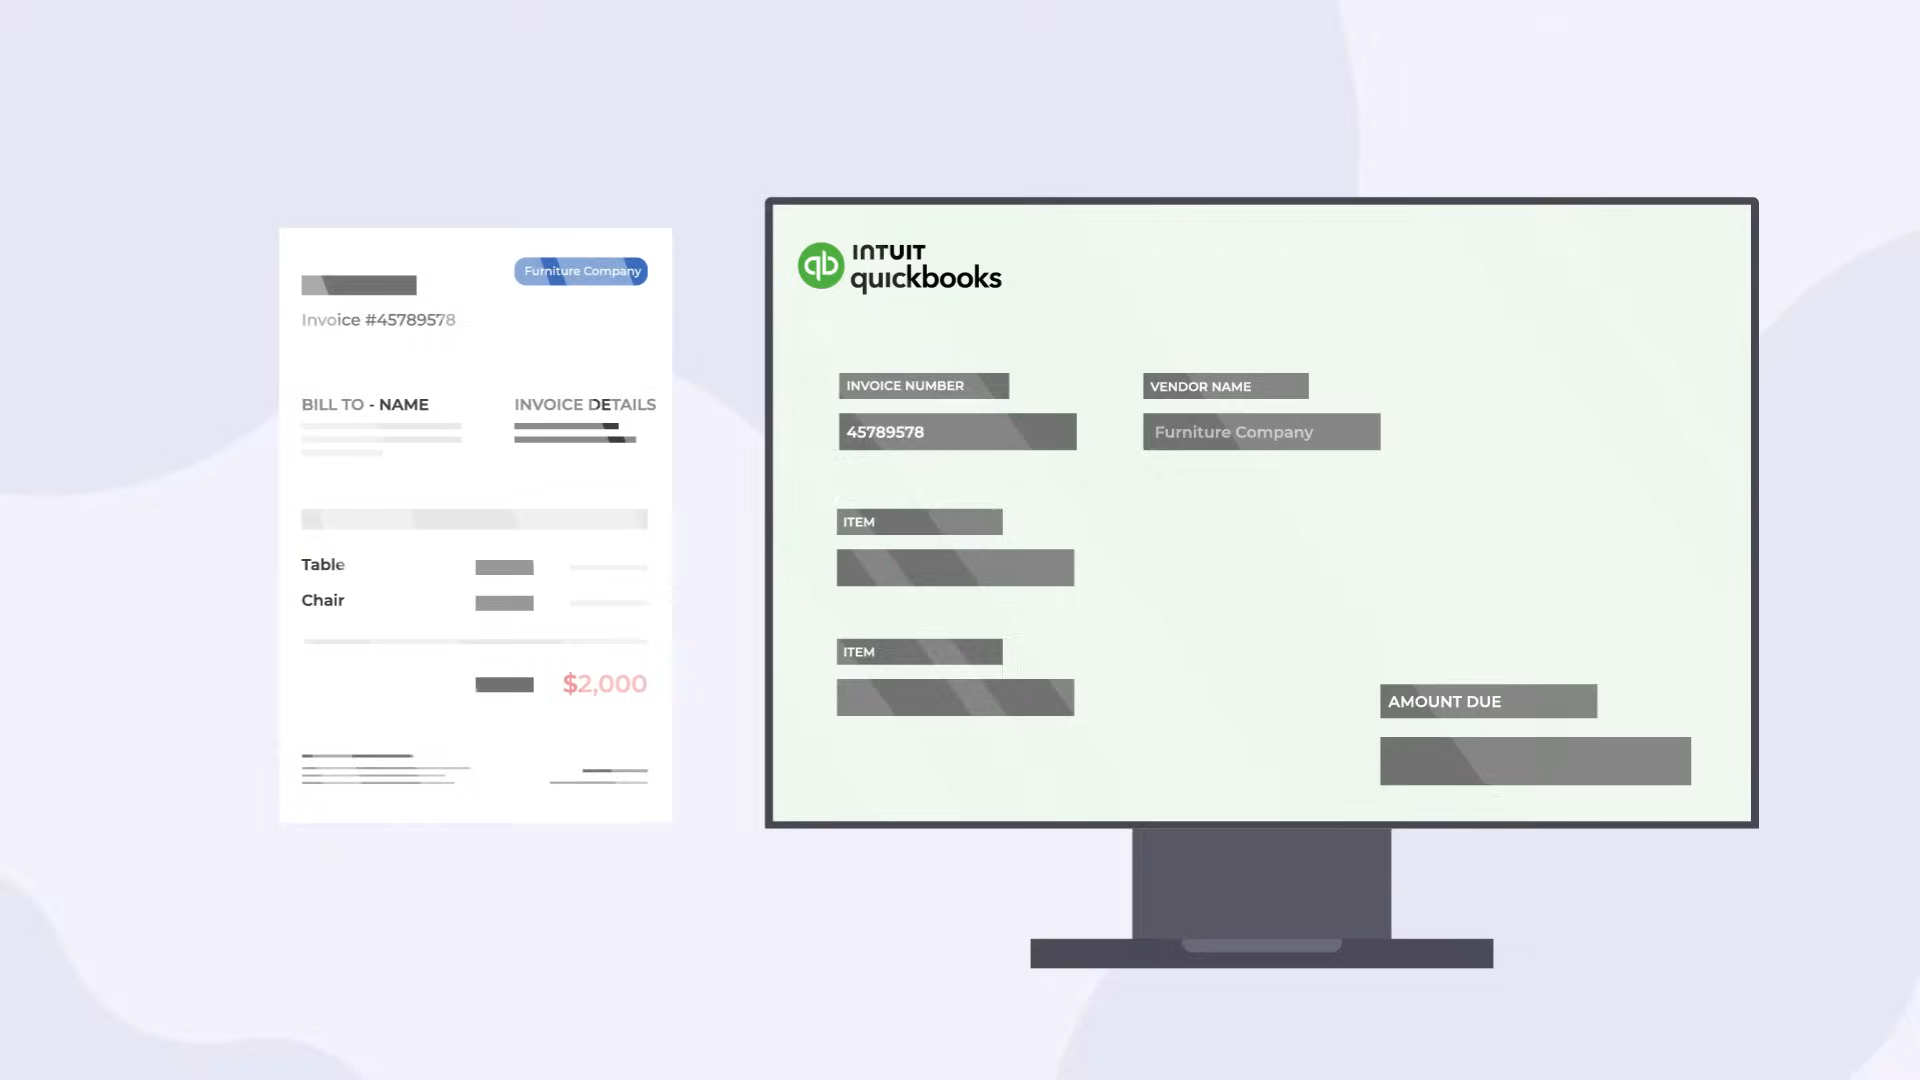 Furniture Company
Invoice #45789578
BILL TO - NAME
INVOICE DETAILS
Table
Chair
$2,000
qb INTUIT
quickbooks
INVOICE NUMBER
45789578
VENDOR NAME
Furniture Company
ITEM
ITEM
AMOUNT DUE